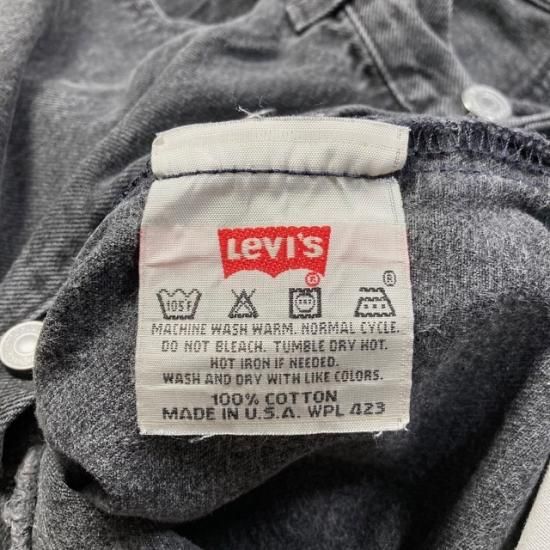 LEVI'S
®
®
105F
MACHINE WASH WARM. NORMAL CYCLE.
DO NOT BLEACH. TUMBLE DRY HOT.
HOT IRON IF NEEDED.
WASH AND DRY WITH LIKE COLORS.
100% COTTON
MADE IN U.S.A. WPL 423